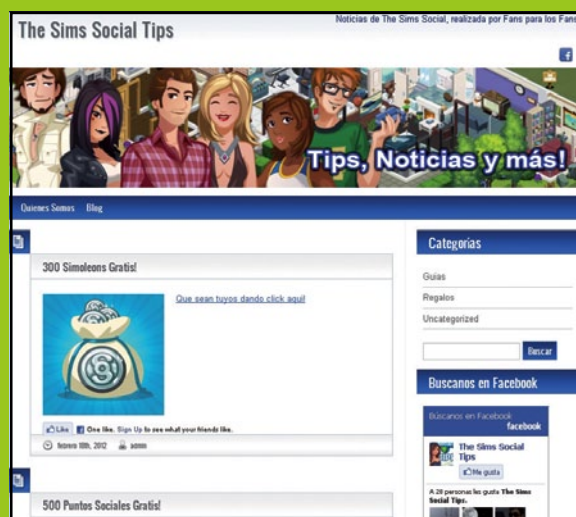 The Sims Social Tips
Noticias de The Sims Social, realizada por Fans para los Fans
Tips, Noticias y más!
Quienes Somos Blog
300 Simoleons Gratis!
Que sean tuyos dando click aquí!
Like One like. Sign Up to see what your friends like.
febrero 18th, 2012 admin
500 Puntos Sociales Gratis!
Categorías
Guias
Regalos
Uncategorized
Buscar
Buscanos en Facebook
Búscanos en Facebook
facebook
The Sims Social
Tips
Me gusta
A 28 personas les gusta The Sims
Social Tips.